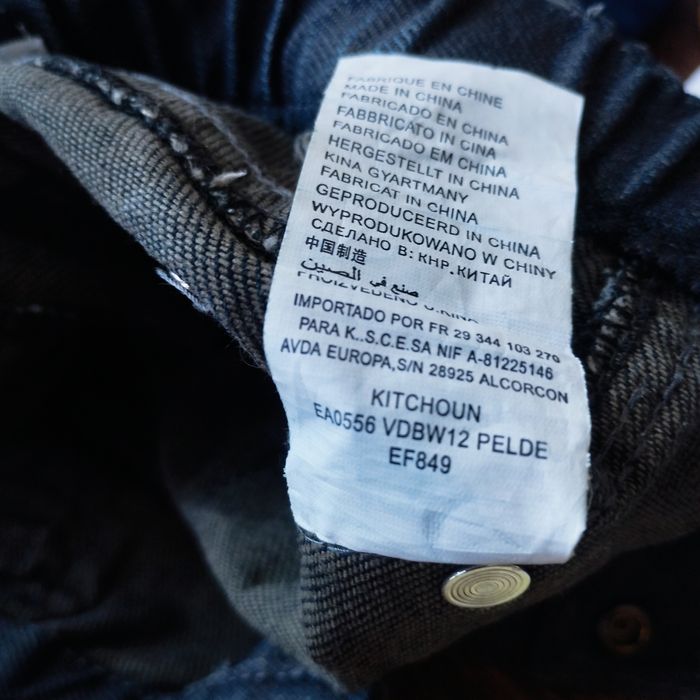 FABRIQUE EN CHINE
MADE IN CHINA
FABRICADO EN CHINA
FABBRICATO IN CINA
FABRICADO EM CHINA
HERGESTELLT IN CHINA
KINA GYARTMANY
FABRICAT IN CHINA
GEPRODUCEERD IN CHINA
WYPRODUKOWANO W CHINY
СДЕЛАНО В: КНР.КИТАЙ
中国制造
صنع في الصين
IMPORTADO POR FR 29 344 103 270
PARA K..S.C.E.SA NIF A-81225146
AVDA EUROPA,S/N 28925 ALCORCON
KITCHOUN
EA0556 VDBW12 PELDE
EF849